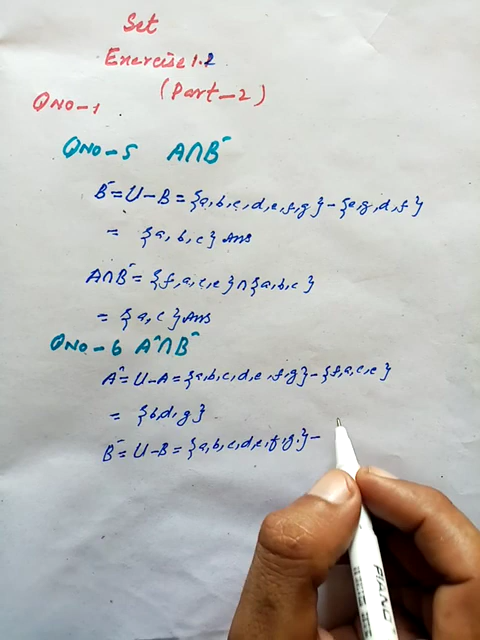 Set
Exercise 1.2
(Part-2)
QNO-1
QNO-5 A∩B'
B' = U-B = {a,b,c,d,e,f,g} - {e,g,d,f}
= {a,b,c} Ans
A∩B' = {f,a,c,e} ∩ {a,b,c}
= {a,c} Ans
QNO-6 A'∩B'
A' = U-A = {a,b,c,d,e,f,g} - {f,a,c,e}
= {b,d,g}
B' = U-B = {a,b,c,d,e,f,g.} -
PIANO